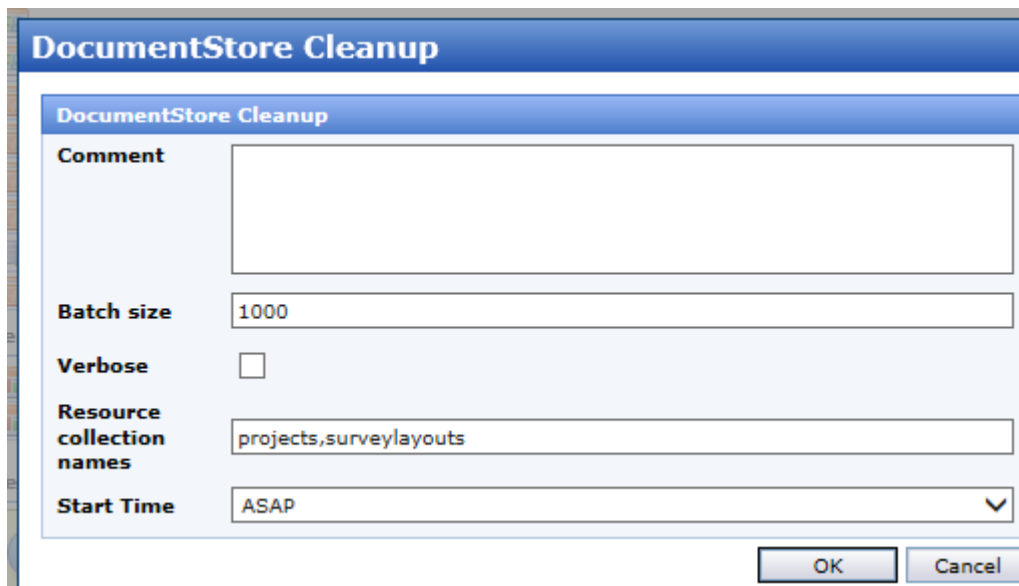 DocumentStore Cleanup
DocumentStore Cleanup
Comment
Batch size 1000
Verbose
Resource
collection
names
projects,surveylayouts
Start Time ASAP
OK Cancel